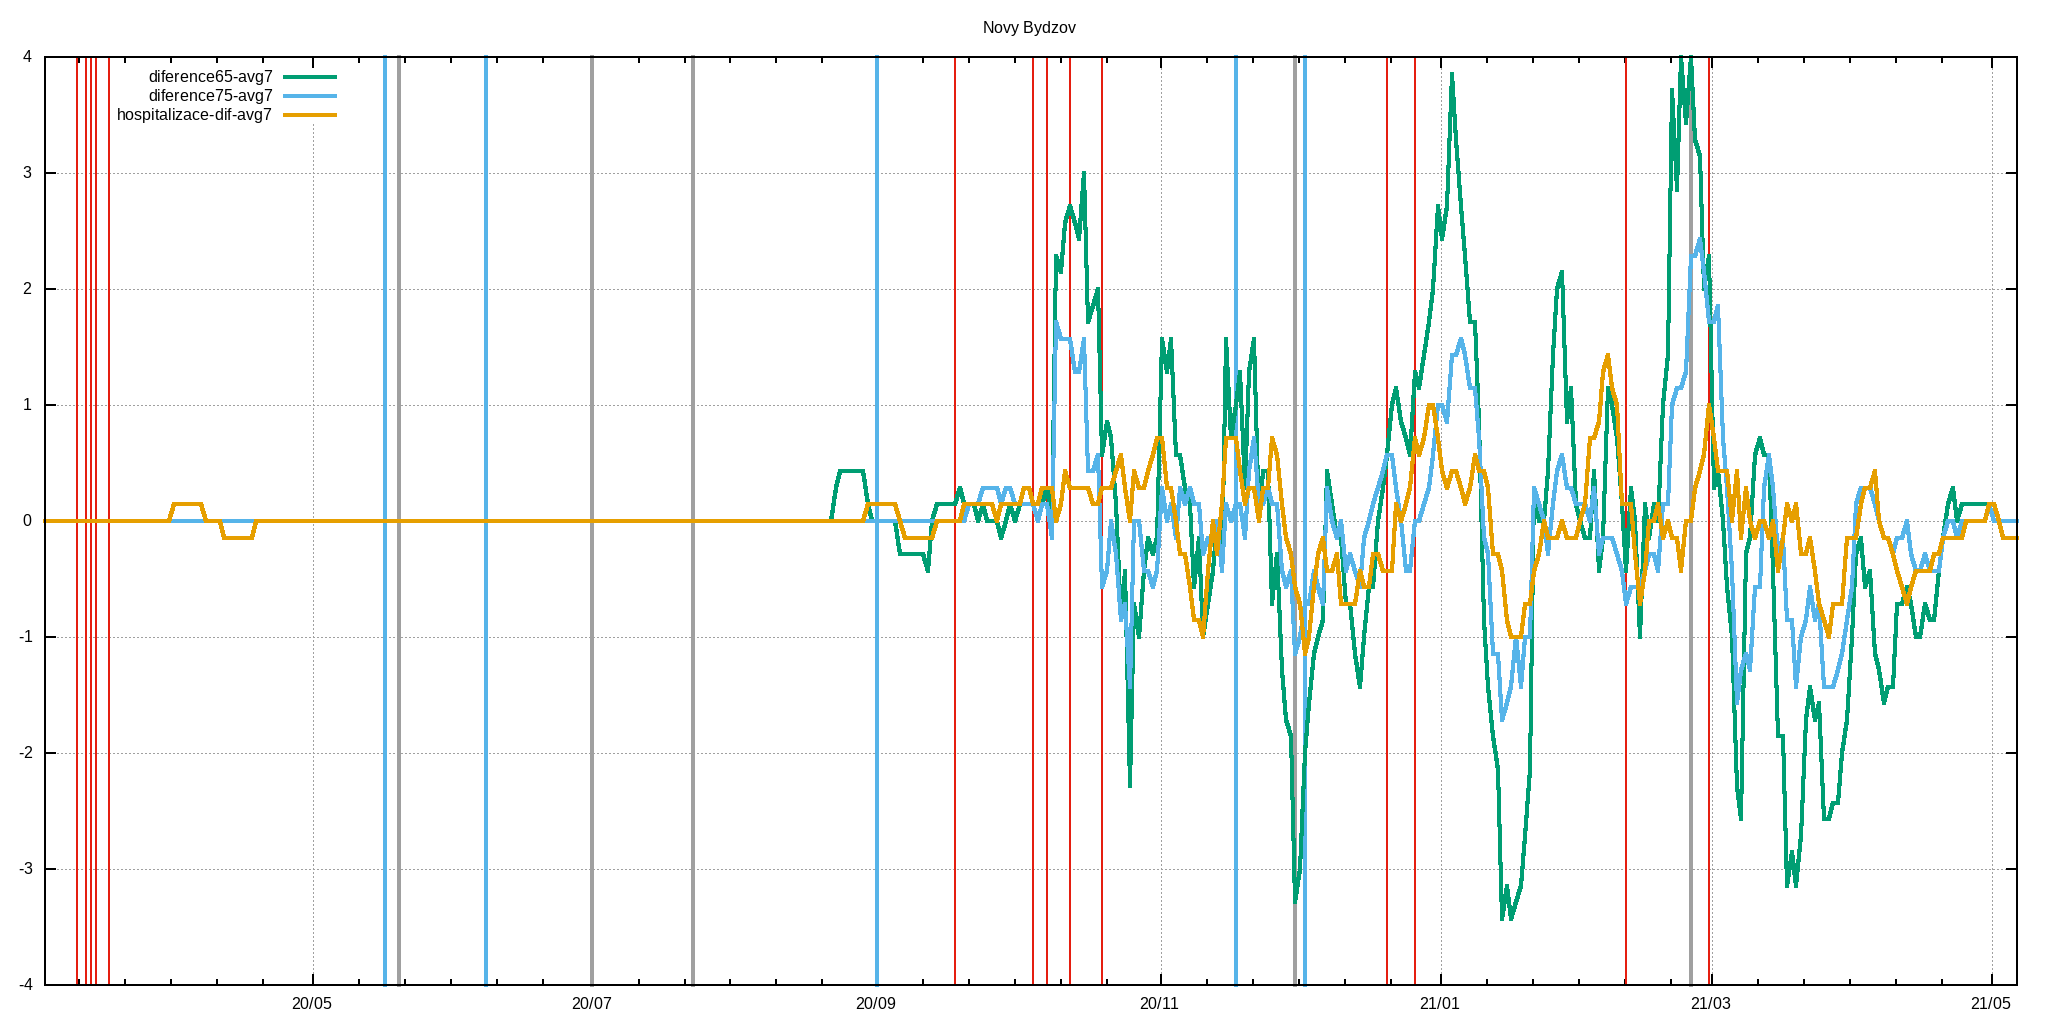 Novy Bydzov
diference65-avg7
diference75-avg7
hospitalizace-dif-avg7
4
3
2
1
0
-1
-2
-3
-4
20/05 20/07 20/09 20/11 21/01 21/03 21/05